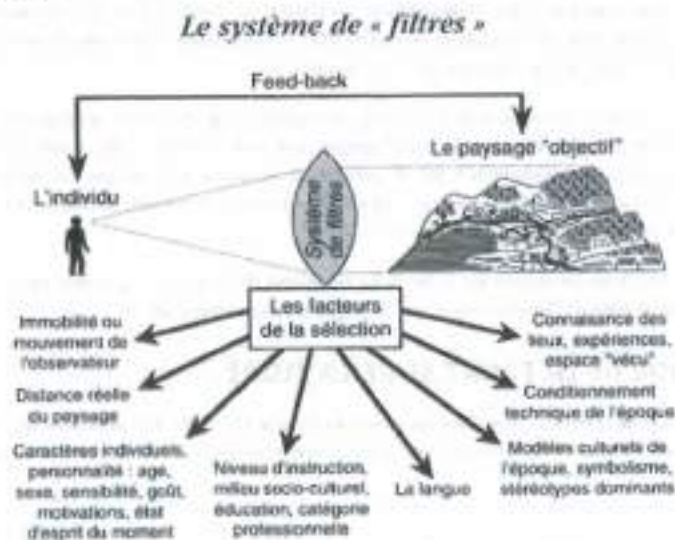 Le système de « filtres »
Feed-back
L'individu
Le paysage "objectif"
Système
de filtres
Les facteurs
de la sélection
Immobilité ou
mouvement de
l'observateur
Distance réelle
du paysage
Caractères individuels,
personnalité : age,
sexe, sensibilité, goût,
motivations, état
d'esprit du moment
Niveau d'instruction,
milieu socio-culturel,
éducation, catégorie
professionnelle
La langue
Modèles culturels de
l'époque, symbolisme,
stéréotypes dominants
Conditionnement
technique de l'époque
Connaissance des
lieux, expériences,
espace "vécu"